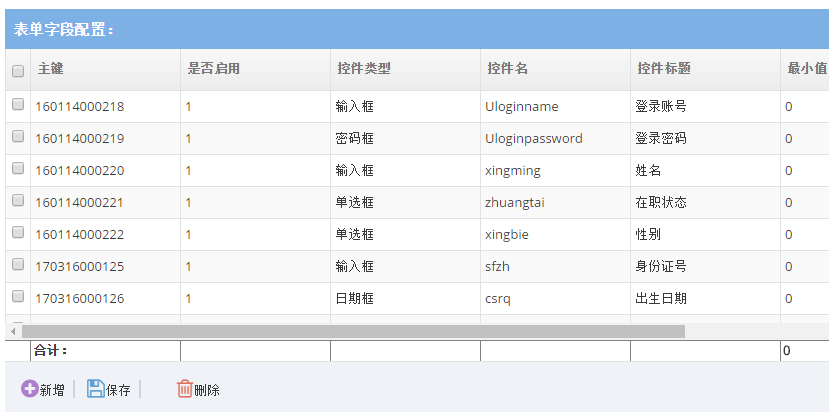 表单字段配置：
主键 是否启用 控件类型 控件名 控件标题 最小值
160114000218 1 输入框 Uloginname 登录账号 0
160114000219 1 密码框 Uloginpassword 登录密码 0
160114000220 1 输入框 xingming 姓名 0
160114000221 1 单选框 zhuangtai 在职状态 0
160114000222 1 单选框 xingbie 性别 0
170316000125 1 输入框 sfzh 身份证号 0
170316000126 1 日期框 csrq 出生日期 0
合计： 0
新增 保存 删除